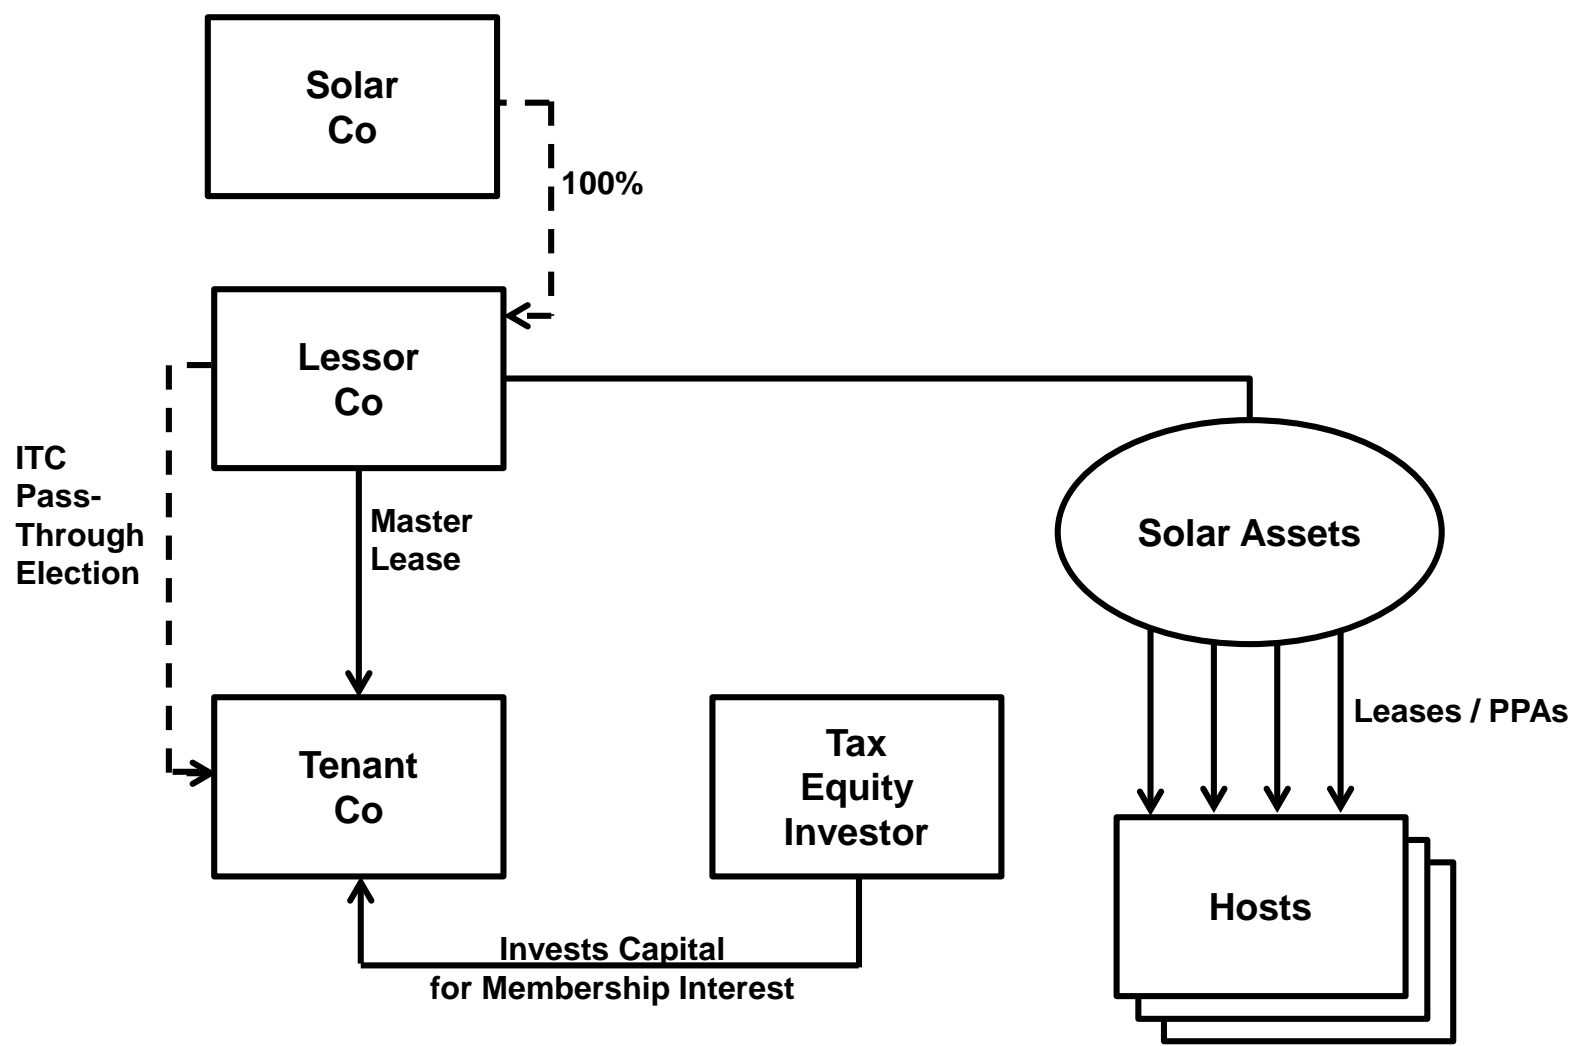 Solar
Co
100%
Lessor
Co
ITC
Pass-
Through
Election
Master
Lease
Solar Assets
Leases / PPAs
Tenant
Co
Tax
Equity
Investor
Hosts
Invests Capital
for Membership Interest